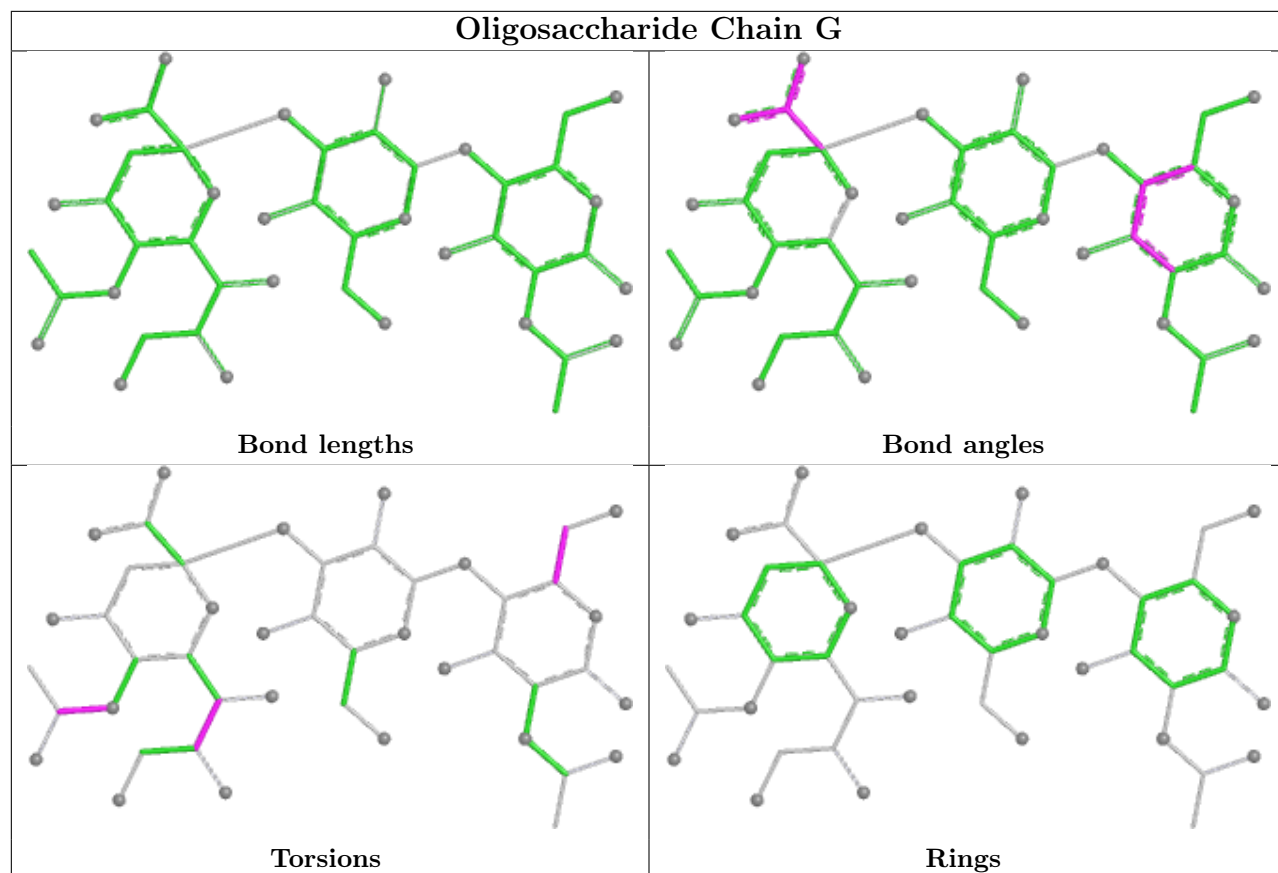 Oligosaccharide Chain G
Bond lengths
Bond angles
Torsions
Rings